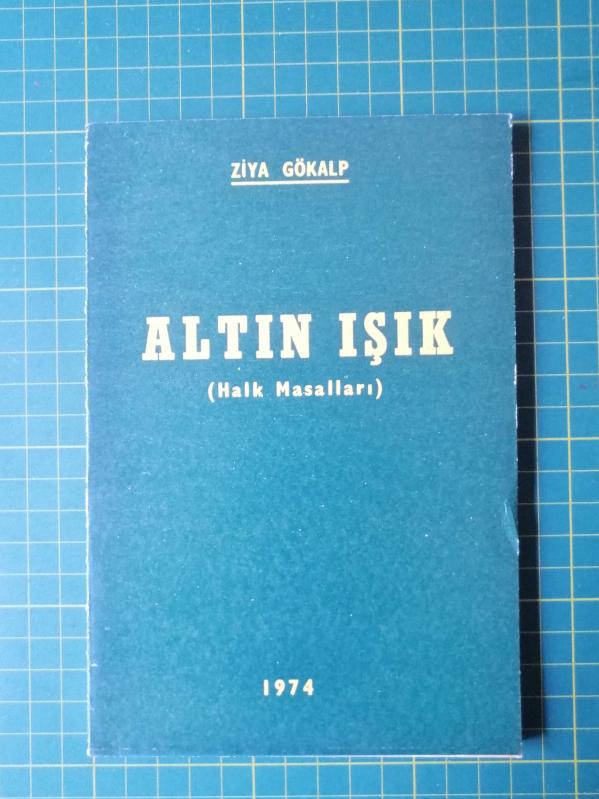 ZİYA GÖKALP
ALTIN IŞIK
(Halk Masalları)
1974